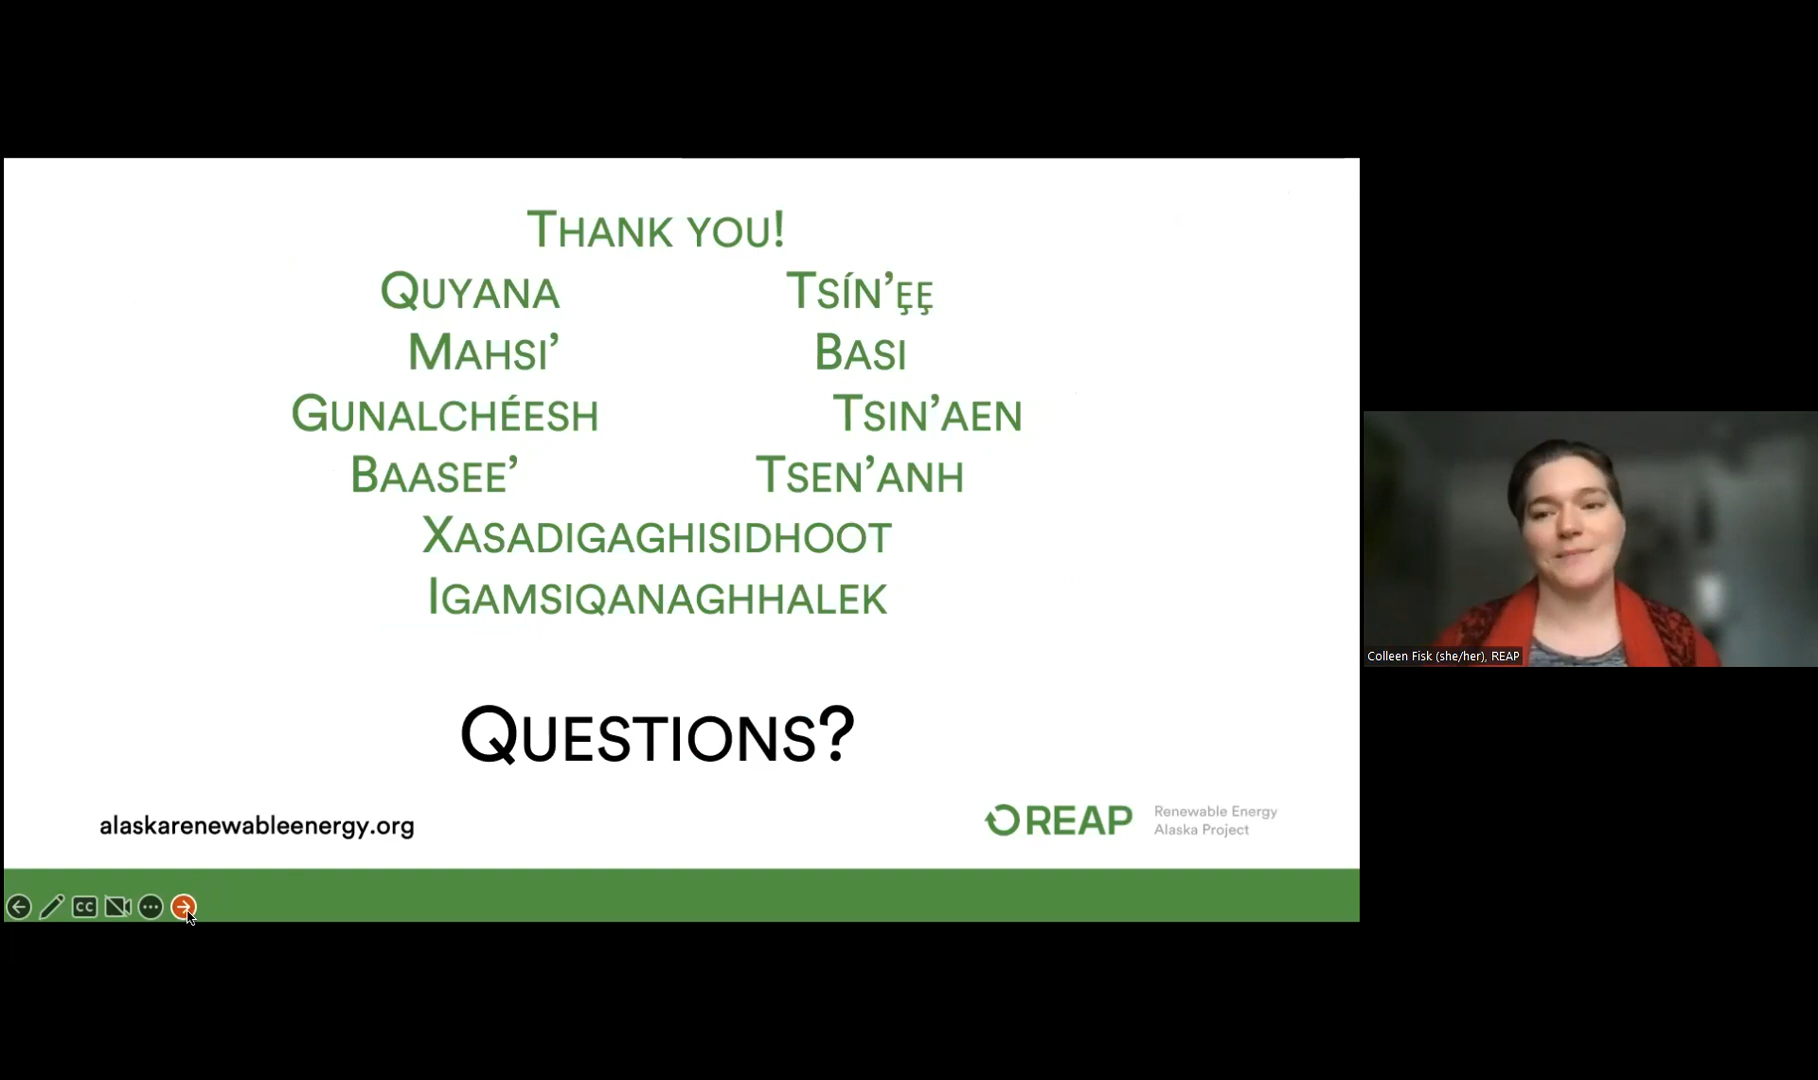 THANK YOU!
QUYANA TSÍN’ĘĘ
MAHSI’ BASI
GUNALCHÉESH TSIN’AEN
BAASEE’ TSEN’ANH
XASADIGAGHISIDHOOT
IGAMSIQANAGHHALEK
QUESTIONS?
alaskarenewableenergy.org
REAP Renewable Energy
Alaska Project
CC
Colleen Fisk (she/her), REAP